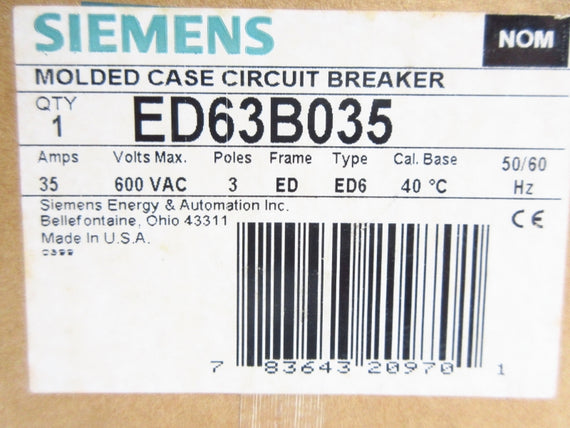 SIEMENS
NOM
MOLDED CASE CIRCUIT BREAKER
QTY
1
ED63B035
Amps Volts Max. Poles Frame Type Cal. Base 50/60
35 600 VAC 3 ED ED6 40 °C Hz
Siemens Energy & Automation Inc.
Bellefontaine, Ohio 43311
Made In U.S.A.
CE
7 83643 20970 1